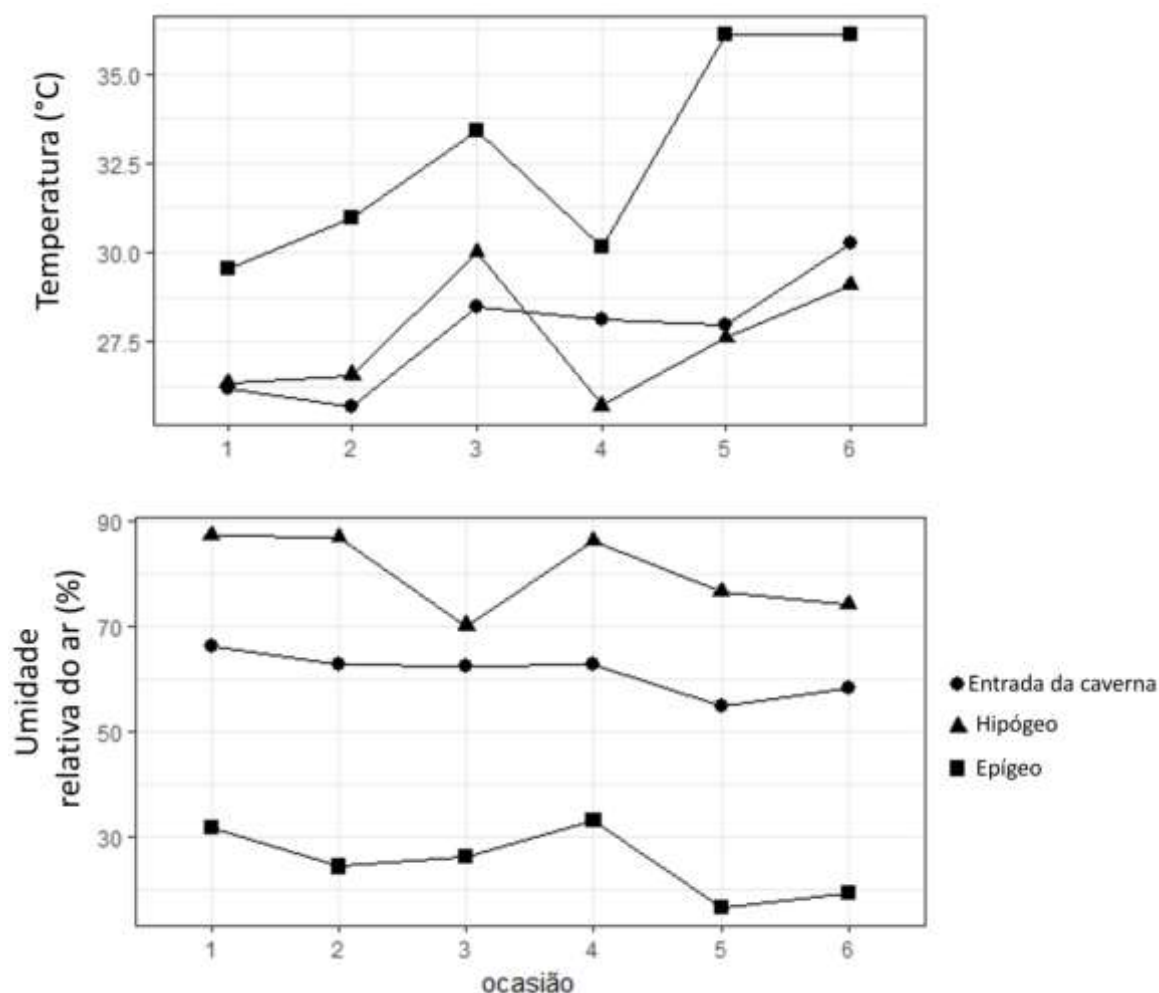 Temperatura (°C)
35.0
32.5
30.0
27.5
1 2 3 4 5 6
Umidade
relativa do ar (%)
90
70
50
30
1 2 3 4 5 6
ocasião
Entrada da caverna
Hipógeo
Epígeo